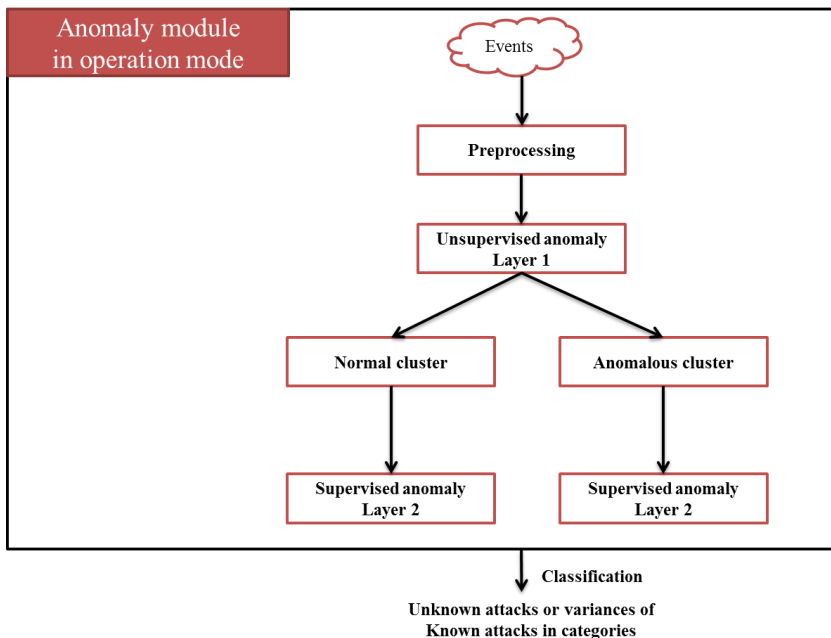 Anomaly module
in operation mode
Events
Preprocessing
Unsupervised anomaly
Layer 1
Normal cluster
Anomalous cluster
Supervised anomaly
Layer 2
Supervised anomaly
Layer 2
Classification
Unknown attacks or variances of
Known attacks in categories